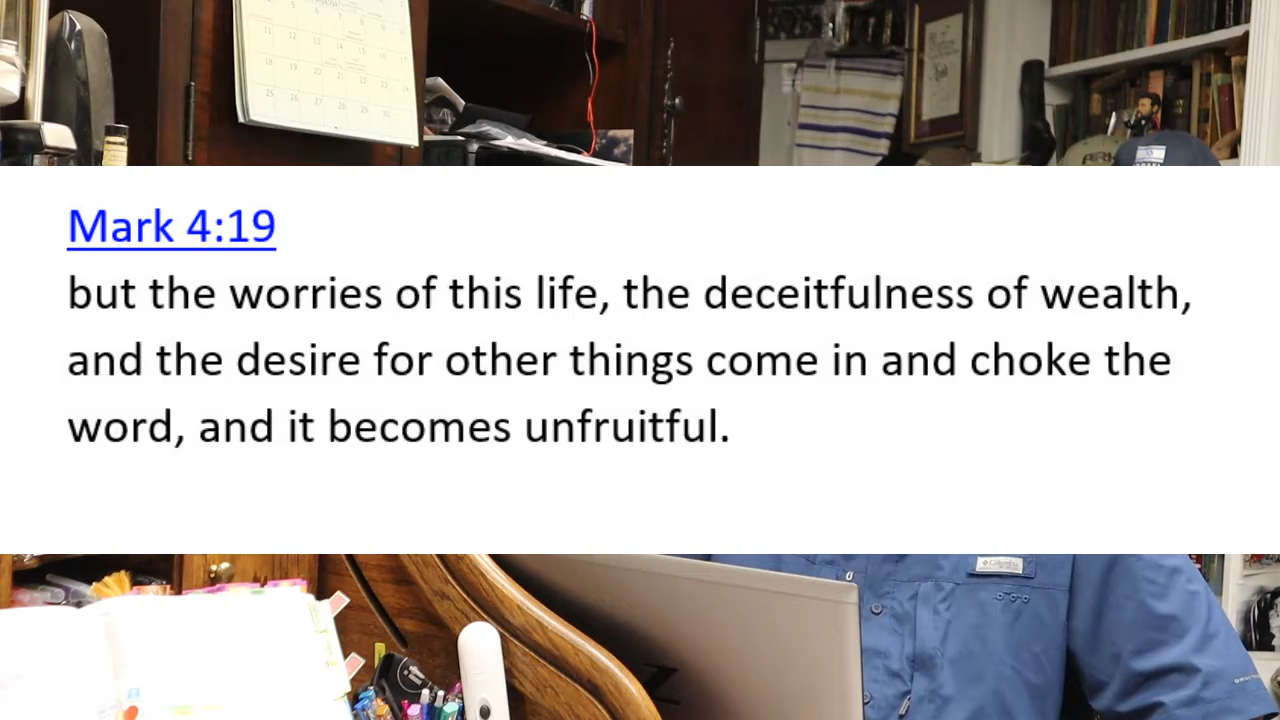 Mark 4:19
but the worries of this life, the deceitfulness of wealth,
and the desire for other things come in and choke the
word, and it becomes unfruitful.
Columbia